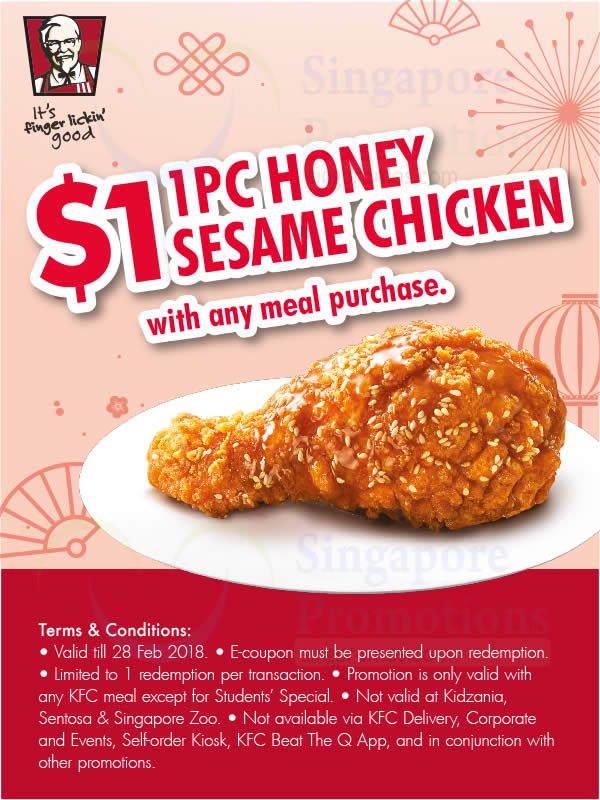 It's
finger lickin'
good
Singapore
Promotions
$1 1PC HONEY
SESAME CHICKEN
with any meal purchase.
Singapore
Promotions
Terms & Conditions:
• Valid till 28 Feb 2018. • E-coupon must be presented upon redemption.
• Limited to 1 redemption per transaction. • Promotion is only valid with
any KFC meal except for Students' Special. • Not valid at Kidzania,
Sentosa & Singapore Zoo. • Not available via KFC Delivery, Corporate
and Events, Self-order Kiosk, KFC Beat The Q App, and in conjunction with
other promotions.